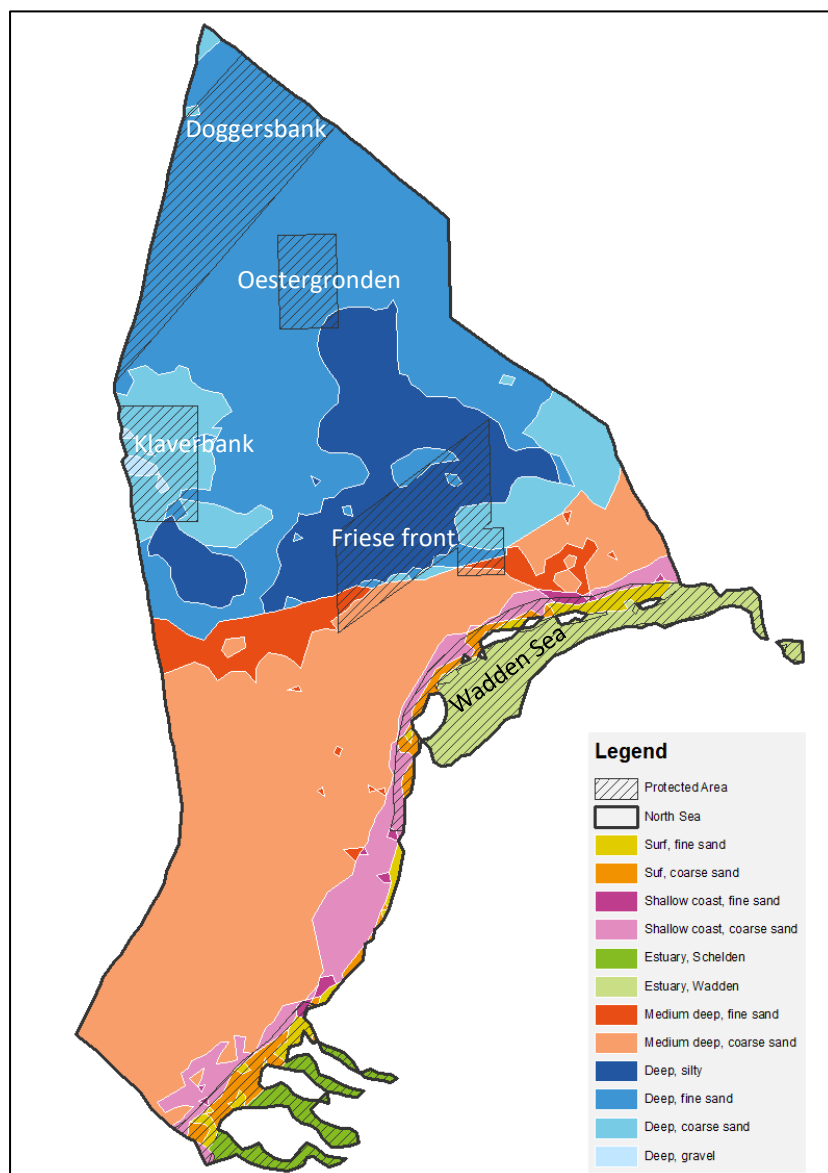 Doggersbank
Oestergronden
Klaverbank
Friese front
Wadden Sea
Legend
Protected Area
North Sea
Surf, fine sand
Suf, coarse sand
Shallow coast, fine sand
Shallow coast, coarse sand
Estuary, Schelden
Estuary, Wadden
Medium deep, fine sand
Medium deep, coarse sand
Deep, silty
Deep, fine sand
Deep, coarse sand
Deep, gravel